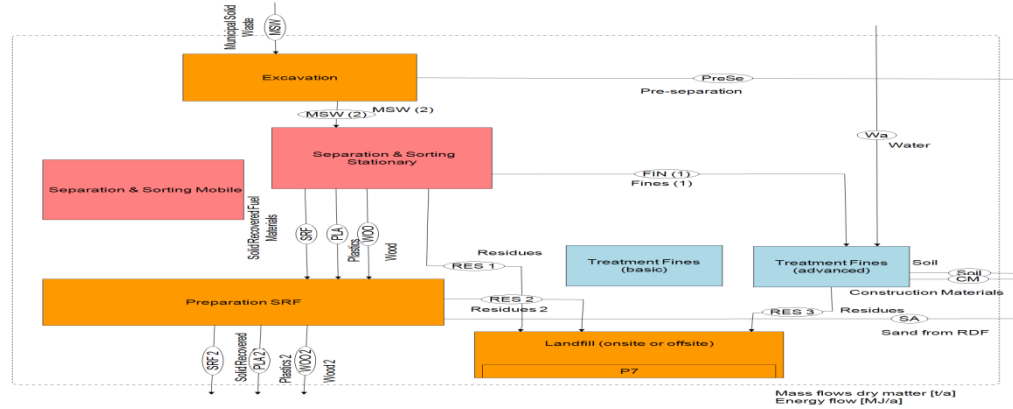 Municipal Solid
Waste
MSW
Excavation
PreSe
Pre-separation
MSW (2)
MSW (2)
Wa
Water
Separation & Sorting
Stationary
FIN (1)
Fines (1)
Separation & Sorting Mobile
Solid Recovered Fuel
Materials
SRF
PLA
Plastics
WOO
Wood
Residues
RES 1
Treatment Fines
(basic)
Treatment Fines
(advanced)
Soil
Soil
CM
Construction Materials
Preparation SRF
RES 2
Residues 2
RES 3
Residues
SA
Sand from RDF
Landfill (onsite or offsite)
P7
SRF 2
Solid Recovered
PLA2
Plastics 2
WOO2
Wood 2
Mass flows dry matter [t/a]
Energy flow [MJ/a]